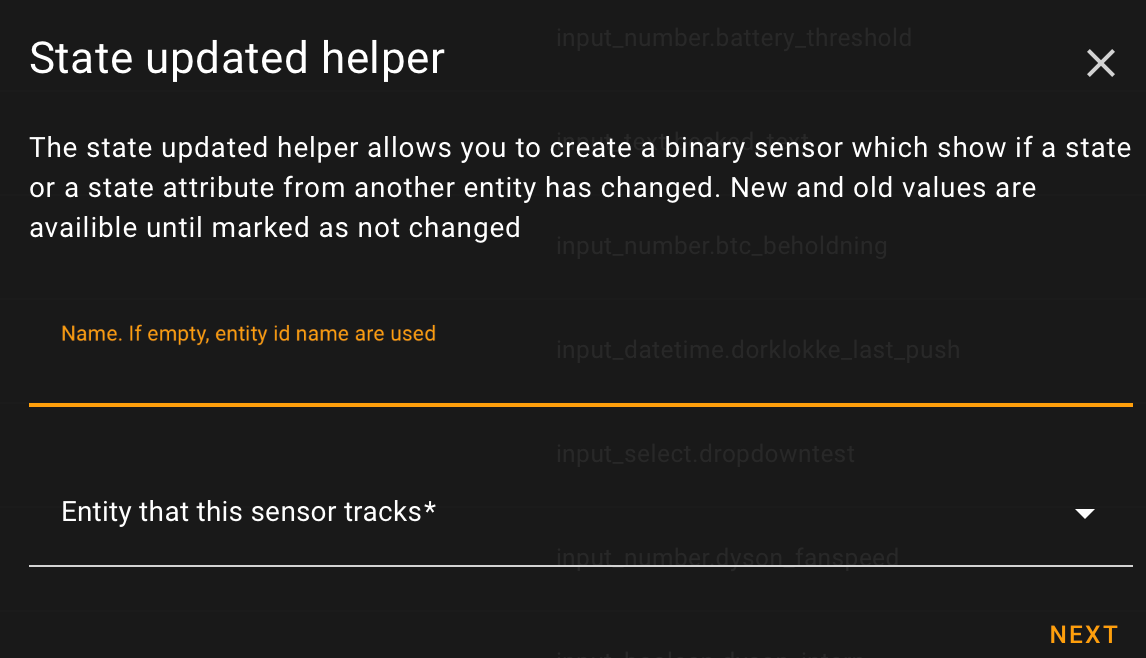 input_number.battery_threshold
State updated helper
The state updated helper allows you to create a binary sensor which show if a state
or a state attribute from another entity has changed. New and old values are
availible until marked as not changed
input_number.btc_beholdning
Name. If empty, entity id name are used
input_datetime.dorklokke_last_push
input_select.dropdowntest
Entity that this sensor tracks*
input_number.dyson_fanspeed
NEXT